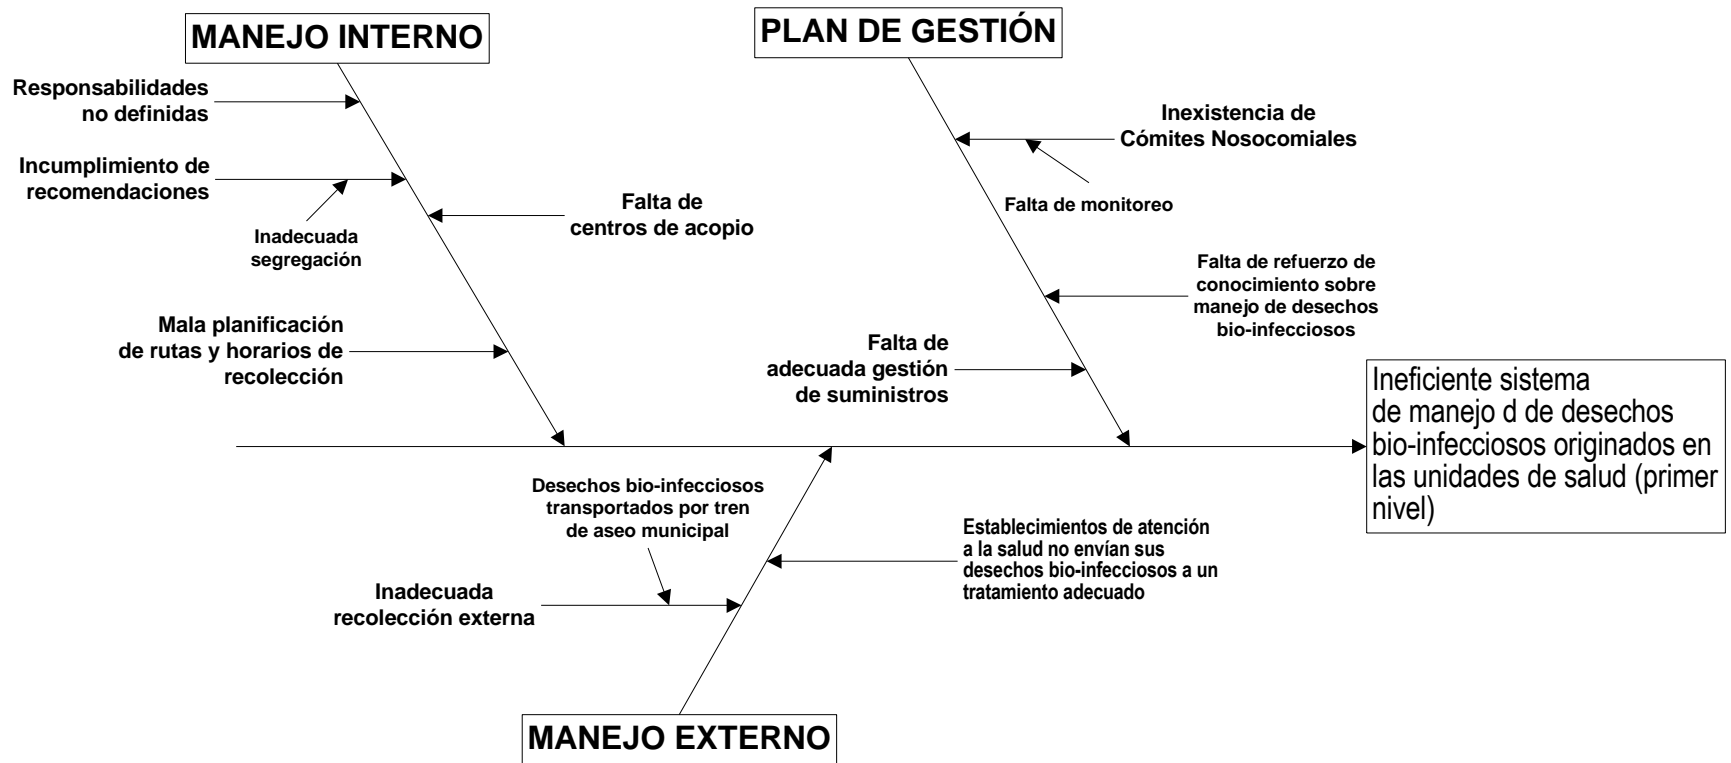 MANEJO INTERNO
PLAN DE GESTIÓN
Responsabilidades
no definidas
Incumplimiento de
recomendaciones
Inadecuada
segregación
Falta de
centros de acopio
Mala planificación
de rutas y horarios de
recolección
Inexistencia de
Cómites Nosocomiales
Falta de monitoreo
Falta de refuerzo de
conocimiento sobre
manejo de desechos
bio-infecciosos
Falta de
adecuada gestión
de suministros
Ineficiente sistema
de manejo d de desechos
bio-infecciosos originados en
las unidades de salud (primer
nivel)
Desechos bio-infecciosos
transportados por tren
de aseo municipal
Inadecuada
recolección externa
Establecimientos de atención
a la salud no envían sus
desechos bio-infecciosos a un
tratamiento adecuado
MANEJO EXTERNO